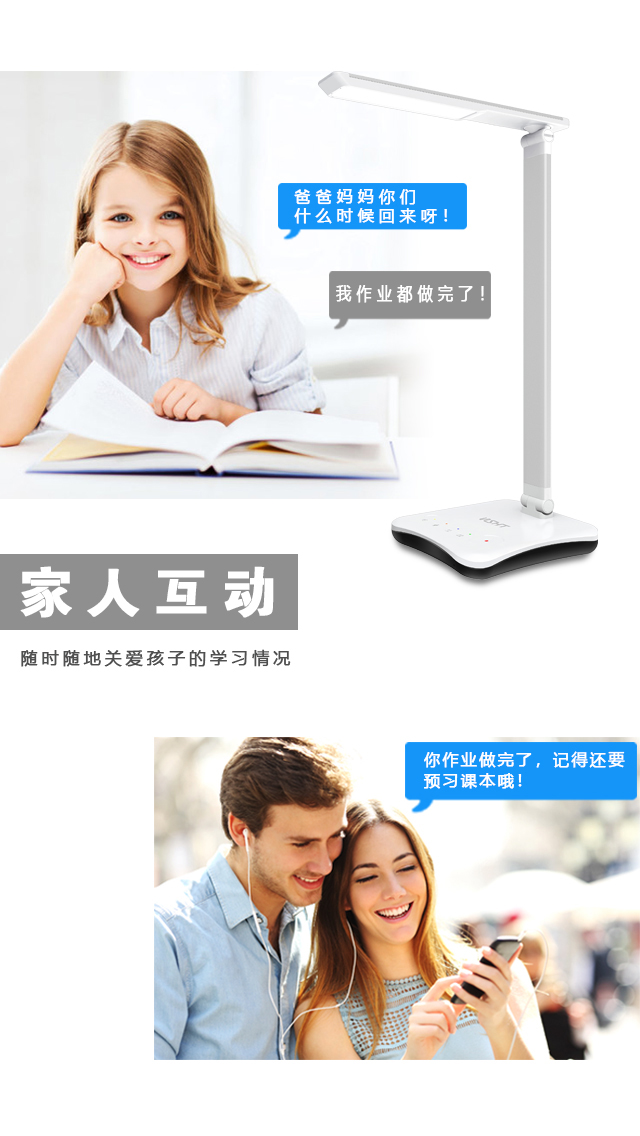 爸爸妈妈你们
什么时候回来呀!
我作业都做完了!
家人互动
随时随地关爱孩子的学习情况
你作业做完了，记得还要
预习课本哦!